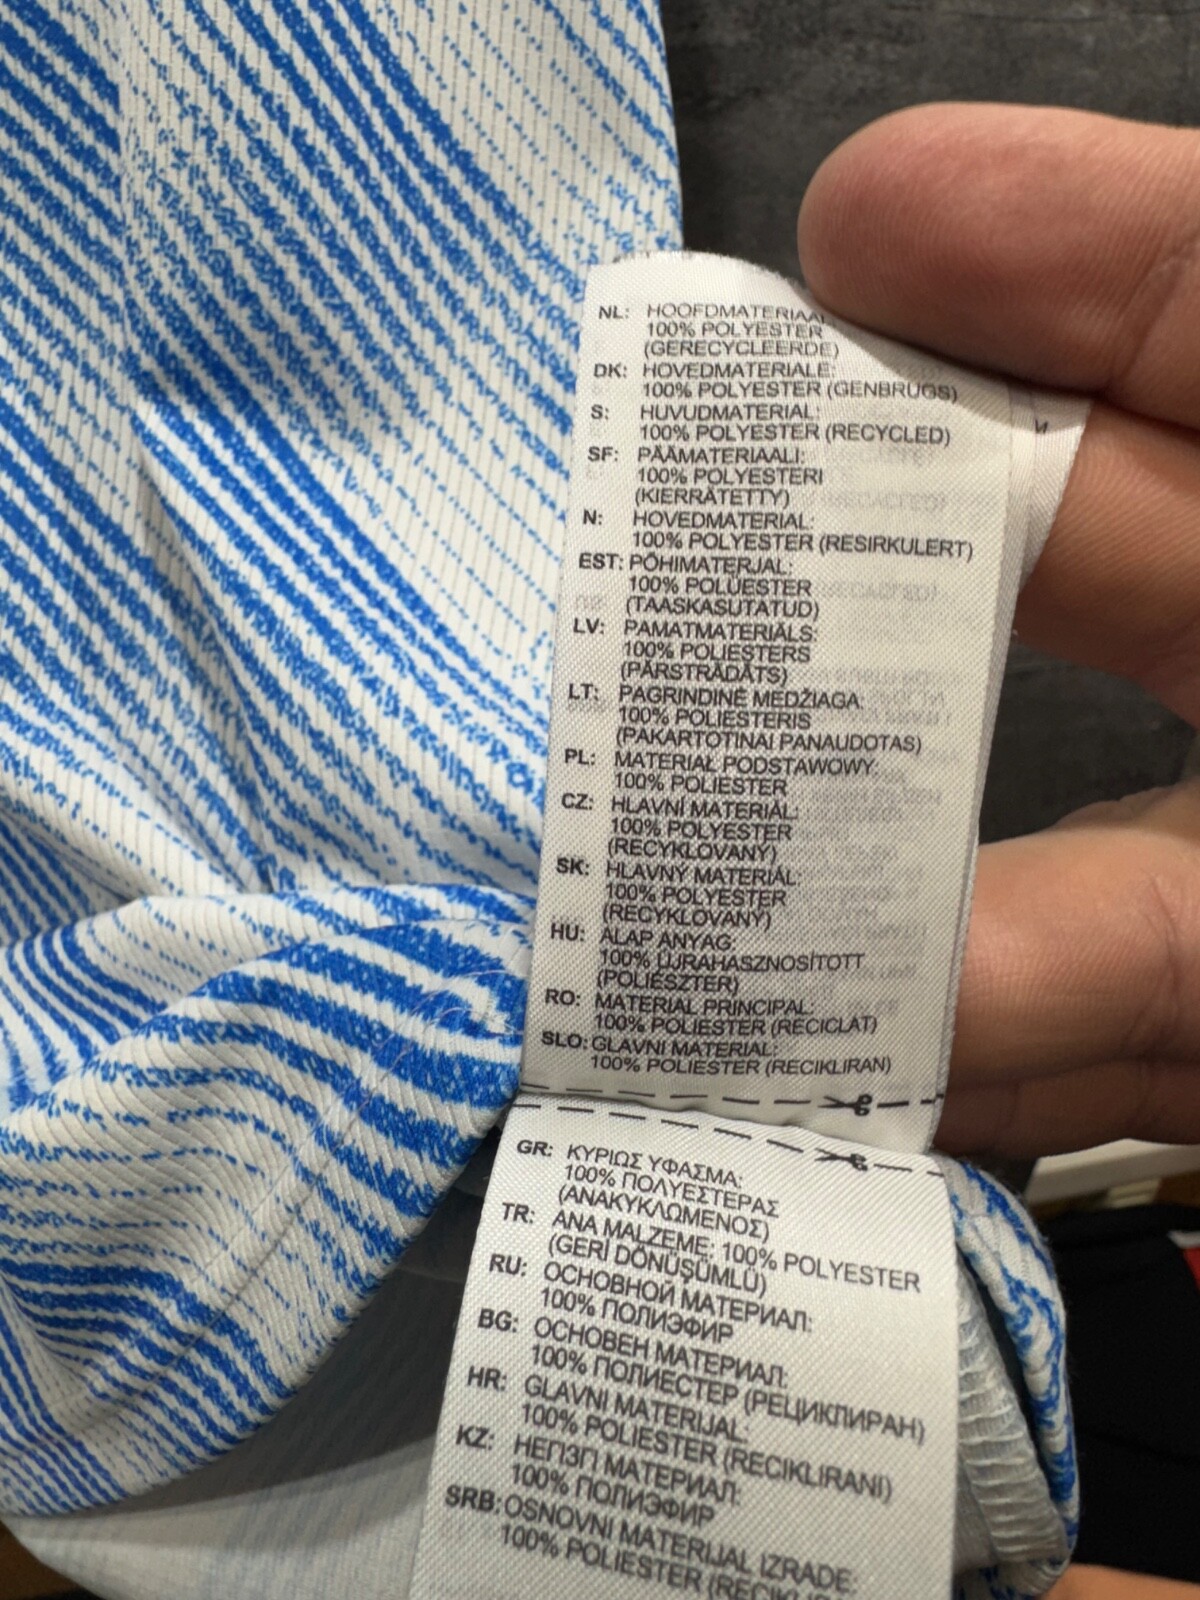 NL: HOOFDMATERIAAL
100% POLYESTER
(GERECYCLEERDE)
DK: HOVEDMATERIALE:
100% POLYESTER (GENBRUGS)
S: HUVUDMATERIAL:
100% POLYESTER (RECYCLED)
SF: PÄÄMATERIAALI:
100% POLYESTERI
(KIERRÄTETTY)
N: HOVEDMATERIAL:
100% POLYESTER (RESIRKULERT)
EST: PÕHIMATERJAL:
100% POLÜESTER
(TAASKASUTATUD)
LV: PAMATMATERIĀLS:
100% POLIESTERS
(PĀRSTRĀDĀTS)
LT: PAGRINDINĖ MEDŽIAGA:
100% POLIESTERIS
(PAKARTOTINAI PANAUDOTAS)
PL: MATERIAŁ PODSTAWOWY:
100% POLIESTER
CZ: HLAVNÍ MATERIÁL:
100% POLYESTER
(RECYKLOVANÝ)
SK: HLAVNÝ MATERIÁL:
100% POLYESTER
(RECYKLOVANÝ)
HU: ALAP ANYAG:
100% ÚJRAHASZNOSÍTOTT
(POLIÉSZTER)
RO: MATERIAL PRINCIPAL:
100% POLIESTER (RECICLAT)
SLO: GLAVNI MATERIAL:
100% POLIESTER (RECIKLIRAN)
GR: ΚΥΡΙΩΣ ΥΦΑΣΜΑ:
100% ΠΟΛΥΕΣΤΕΡΑΣ
(ΑΝΑΚΥΚΛΩΜΕΝΟΣ)
TR: ANA MALZEME: 100% POLYESTER
(GERİ DÖNÜŞÜMLÜ)
RU: ОСНОВНОЙ МАТЕРИАЛ:
100% ПОЛИЭФИР
BG: ОСНОВЕН МАТЕРИАЛ:
100% ПОЛИЕСТЕР (РЕЦИКЛИРАН)
HR: GLAVNI MATERIJAL:
100% POLIESTER (RECIKLIRANI)
KZ: НЕГІЗГІ МАТЕРИАЛ:
100% ПОЛИЭФИР
SRB: OSNOVNI MATERIJAL IZRADE:
100% POLIESTER